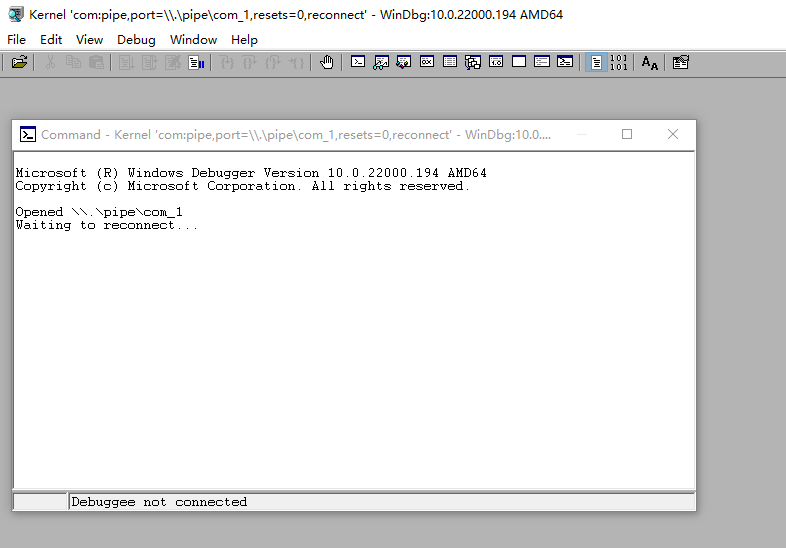 Kernel 'com:pipe,port=\\.\pipe\com_1,resets=0,reconnect' - WinDbg:10.0.22000.194 AMD64
File Edit View Debug Window Help
101
101
Command - Kernel 'com:pipe,port=\\.\pipe\com_1,resets=0,reconnect' - WinDbg:10.0....
Microsoft (R) Windows Debugger Version 10.0.22000.194 AMD64
Copyright (c) Microsoft Corporation. All rights reserved.
Opened \\.\pipe\com_1
Waiting to reconnect...
Debuggee not connected